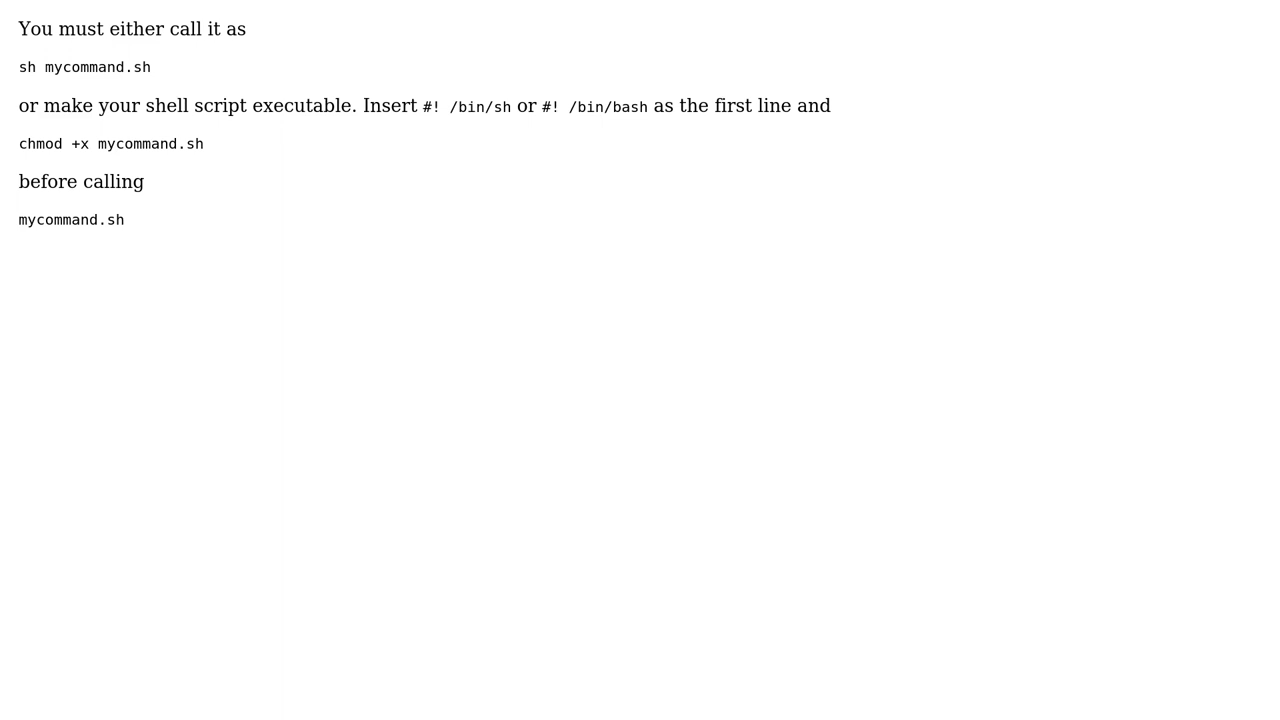 You must either call it as
sh mycommand.sh
or make your shell script executable. Insert #! /bin/sh or #! /bin/bash as the first line and
chmod +x mycommand.sh
before calling
mycommand.sh